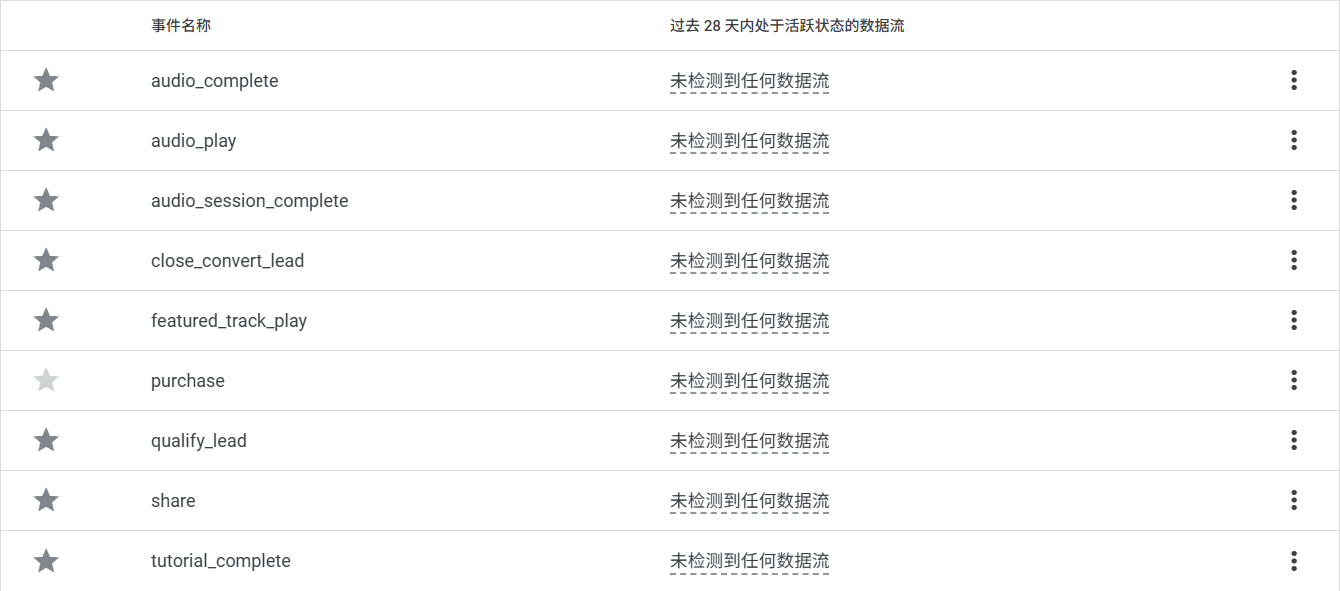 事件名称 过去 28 天内处于活跃状态的数据流
audio_complete 未检测到任何数据流
audio_play 未检测到任何数据流
audio_session_complete 未检测到任何数据流
close_convert_lead 未检测到任何数据流
featured_track_play 未检测到任何数据流
purchase 未检测到任何数据流
qualify_lead 未检测到任何数据流
share 未检测到任何数据流
tutorial_complete 未检测到任何数据流